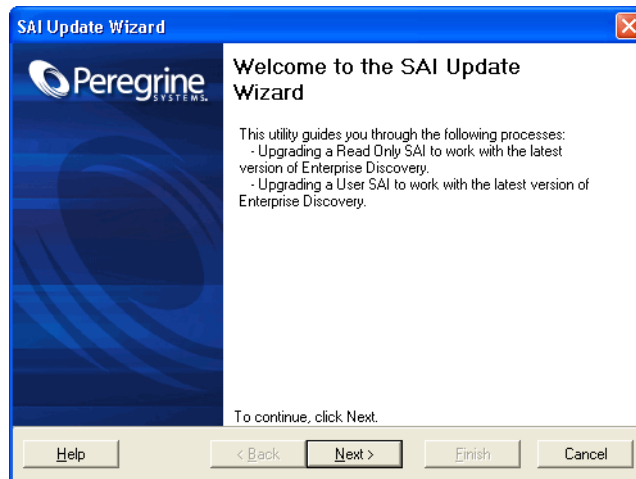 SAI Update Wizard
Peregrine
SYSTEMS.
Welcome to the SAI Update
Wizard
This utility guides you through the following processes:
- Upgrading a Read Only SAI to work with the latest
version of Enterprise Discovery.
- Upgrading a User SAI to work with the latest version of
Enterprise Discovery.
To continue, click Next.
Help
< Back
Next >
Finish
Cancel